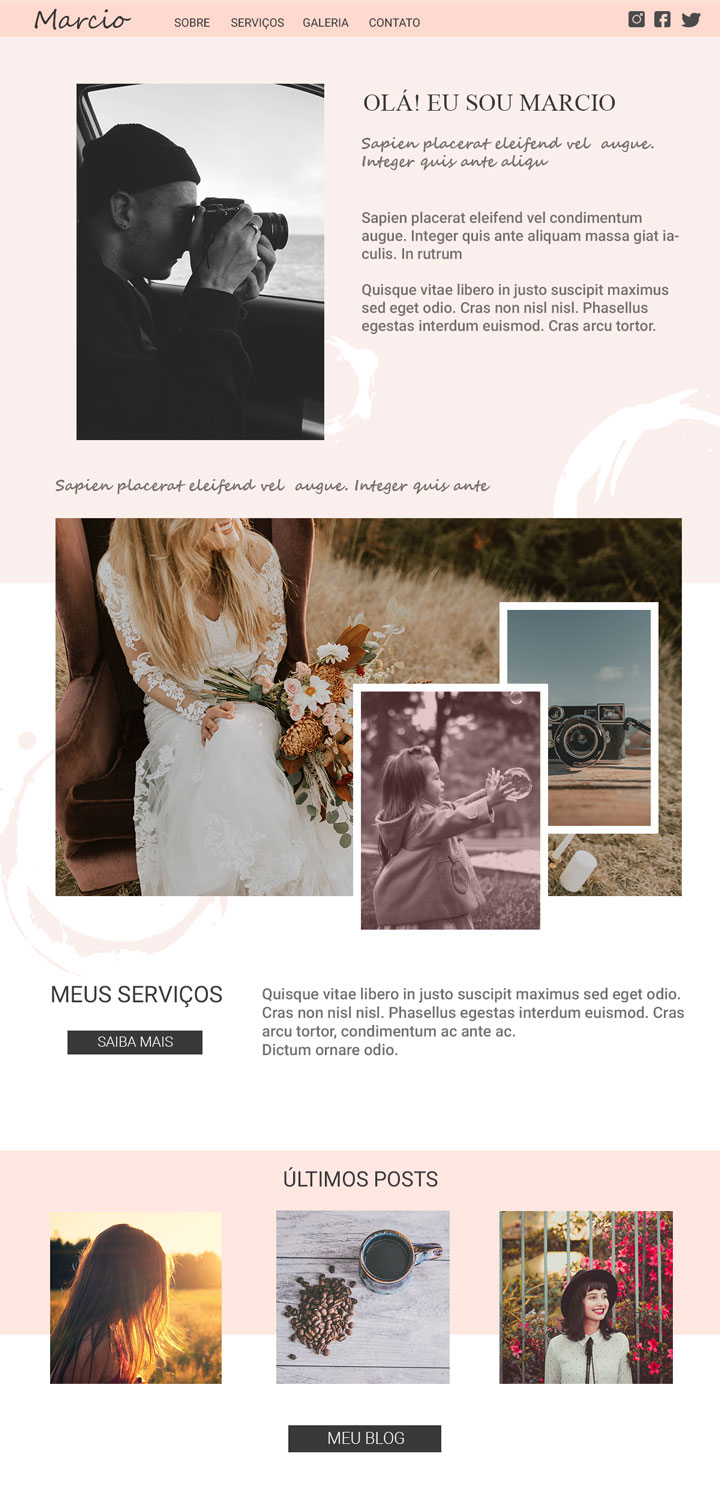 Marcio
SOBRE SERVIÇOS GALERIA CONTATO
OLÁ! EU SOU MARCIO
Sapien placerat eleifend vel augue.
Integer quis ante aliqu
Sapien placerat eleifend vel condimentum
augue. Integer quis ante aliquam massa giat ia-
culis. In rutrum
Quisque vitae libero in justo suscipit maximus
sed eget odio. Cras non nisl nisl. Phasellus
egestas interdum euismod. Cras arcu tortor.
Sapien placerat eleifend vel augue. Integer quis ante
MEUS SERVIÇOS
SAIBA MAIS
Quisque vitae libero in justo suscipit maximus sed eget odio.
Cras non nisl nisl. Phasellus egestas interdum euismod. Cras
arcu tortor, condimentum ac ante ac.
Dictum ornare odio.
ÚLTIMOS POSTS
MEU BLOG